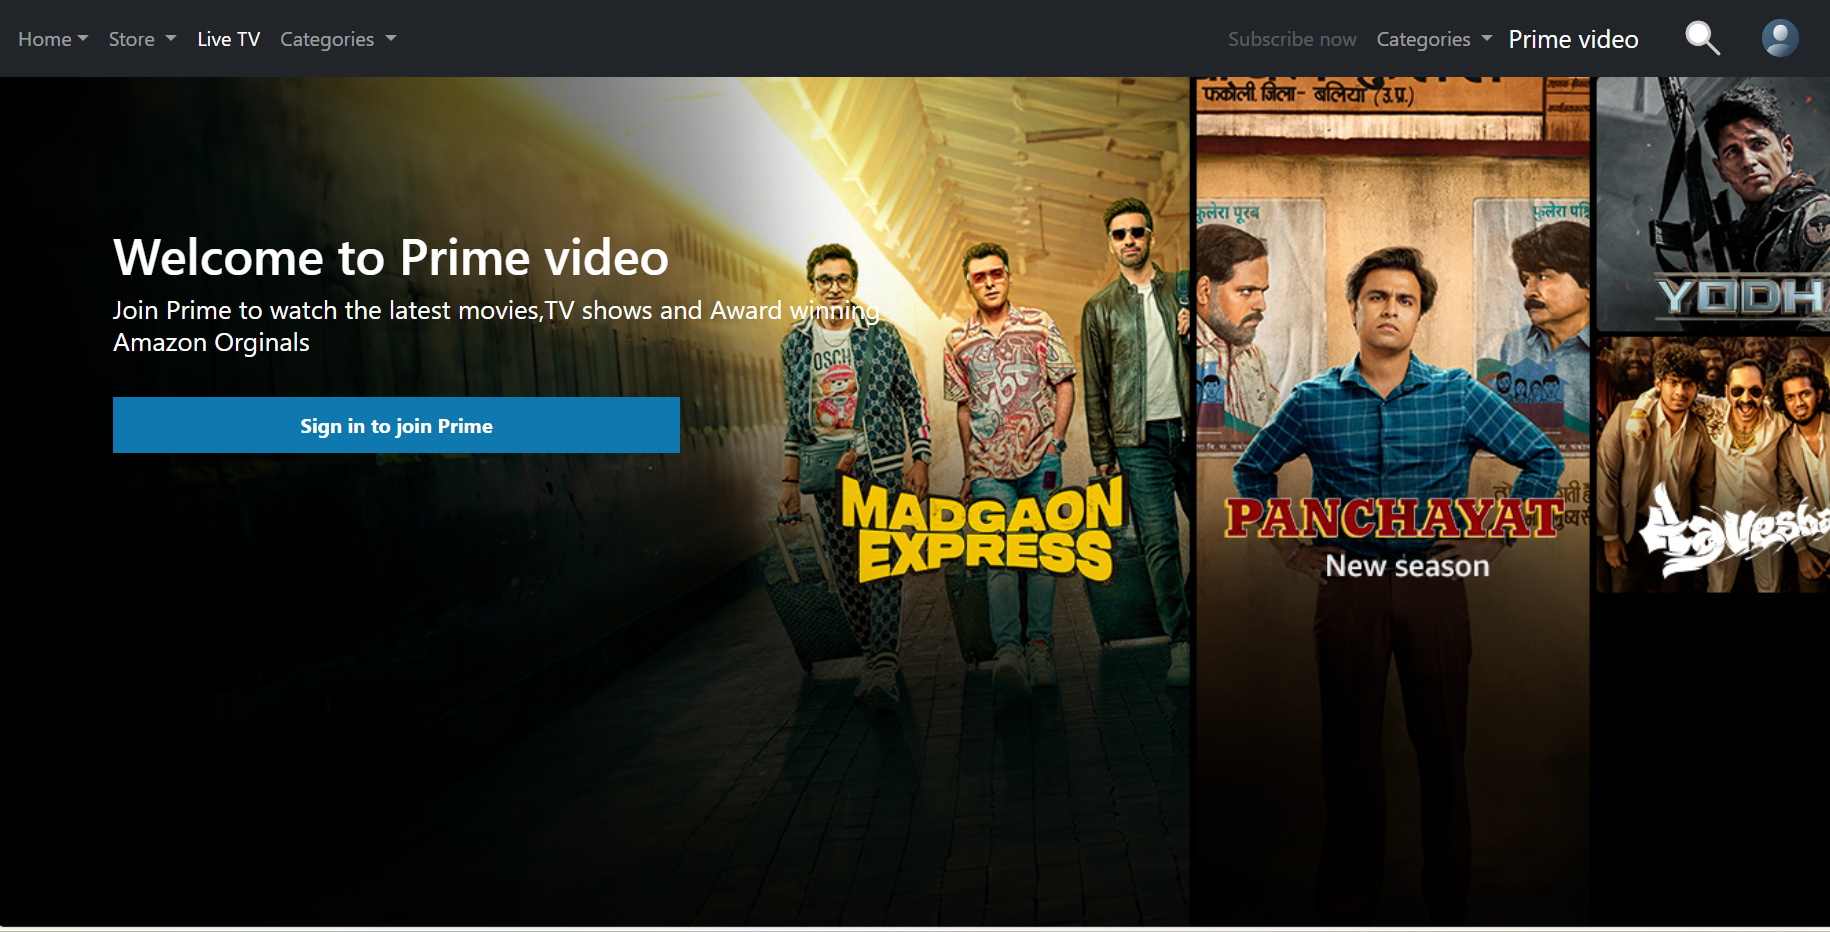 Home
Store
Live TV
Categories
Subscribe now
Categories
Prime video
फकोली जिला- बलिया (उ.प्र.)
फुलेरा पूरब
फुलेरा
Welcome to Prime video
Join Prime to watch the latest movies,TV shows and Award winning
Amazon Orginals
Sign in to join Prime
OSCH
MADGAON
EXPRESS
PANCHAYAT
New season
YODH
Aavesha